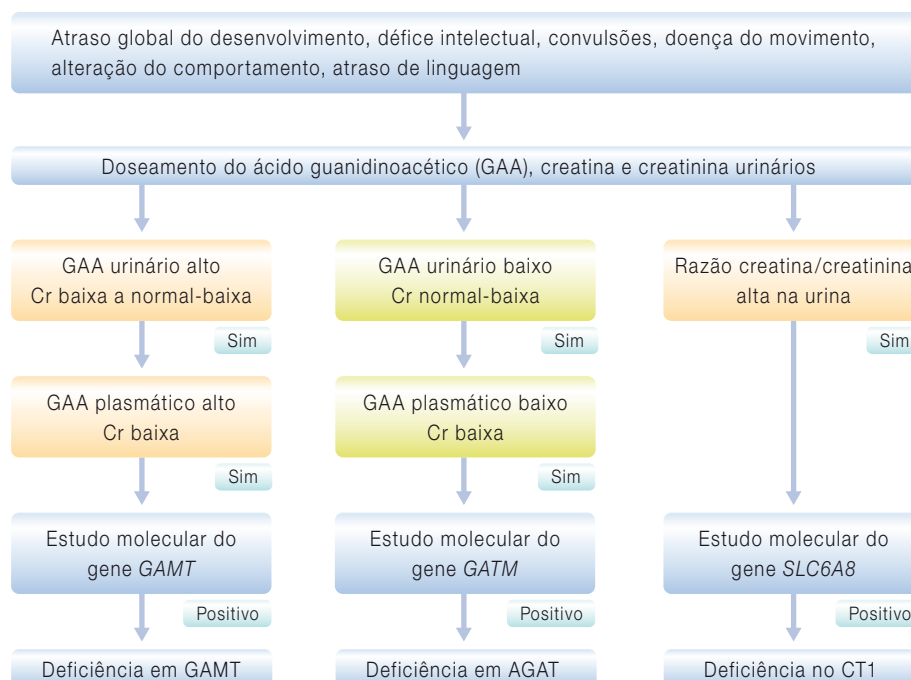 Atraso global do desenvolvimento, défice intelectual, convulsões, doença do movimento,
alteração do comportamento, atraso de linguagem
Doseamento do ácido guanidinoacético (GAA), creatina e creatinina urinários
GAA urinário alto
Cr baixa a normal-baixa
Sim
GAA plasmático alto
Cr baixa
Sim
Estudo molecular do
gene GAMT
Positivo
Deficiência em GAMT
GAA urinário baixo
Cr normal-baixa
Sim
GAA plasmático baixo
Cr baixa
Sim
Estudo molecular do
gene GATM
Positivo
Deficiência em AGAT
Razão creatina/creatinina
alta na urina
Sim
Estudo molecular do
gene SLC6A8
Positivo
Deficiência no CT1